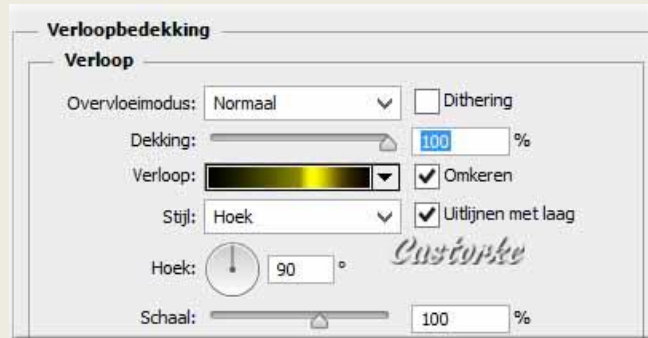 Verloopbedekking
Verloop
Overvloeimodus: Normaal Dithering
Dekking: 100 %
Verloop: Omkeren
Stijl: Hoek Uitlijnen met laag
Castorke
Hoek: 90 °
Schaal: 100 %